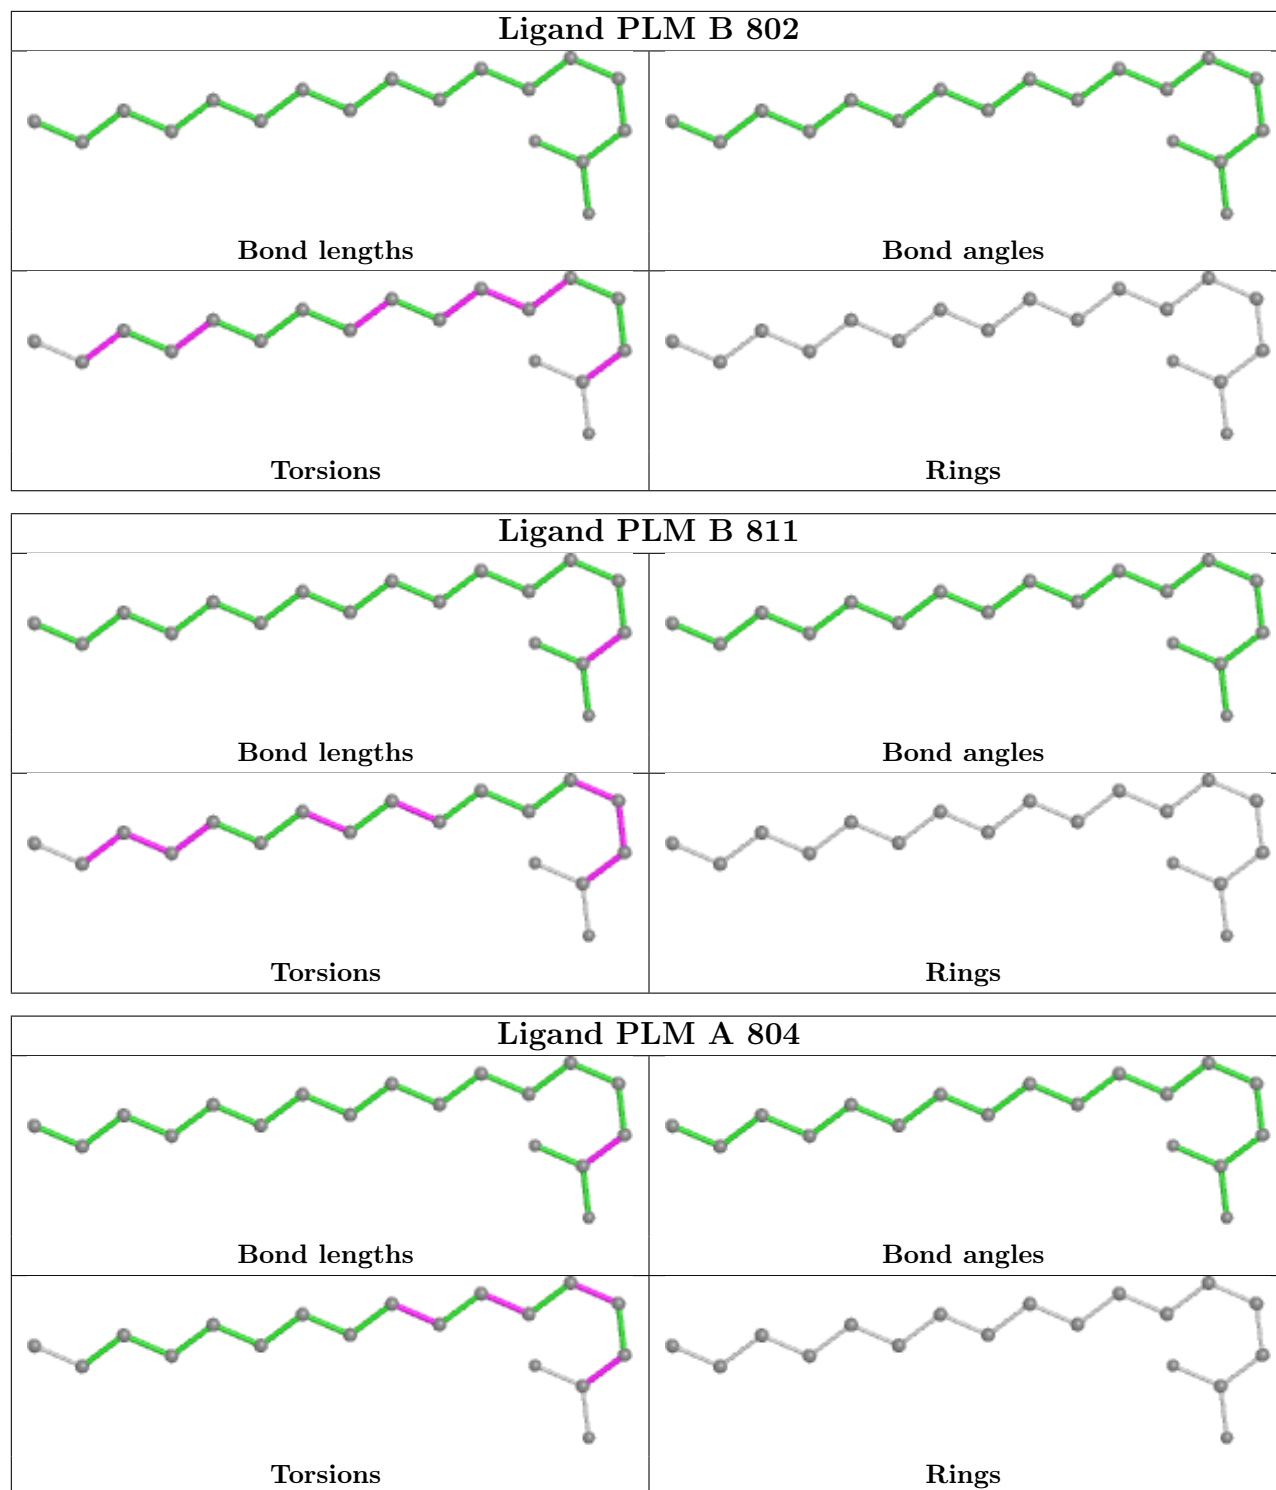 Ligand PLM B 802
Bond lengths
Bond angles
Torsions
Rings
Ligand PLM B 811
Bond lengths
Bond angles
Torsions
Rings
Ligand PLM A 804
Bond lengths
Bond angles
Torsions
Rings